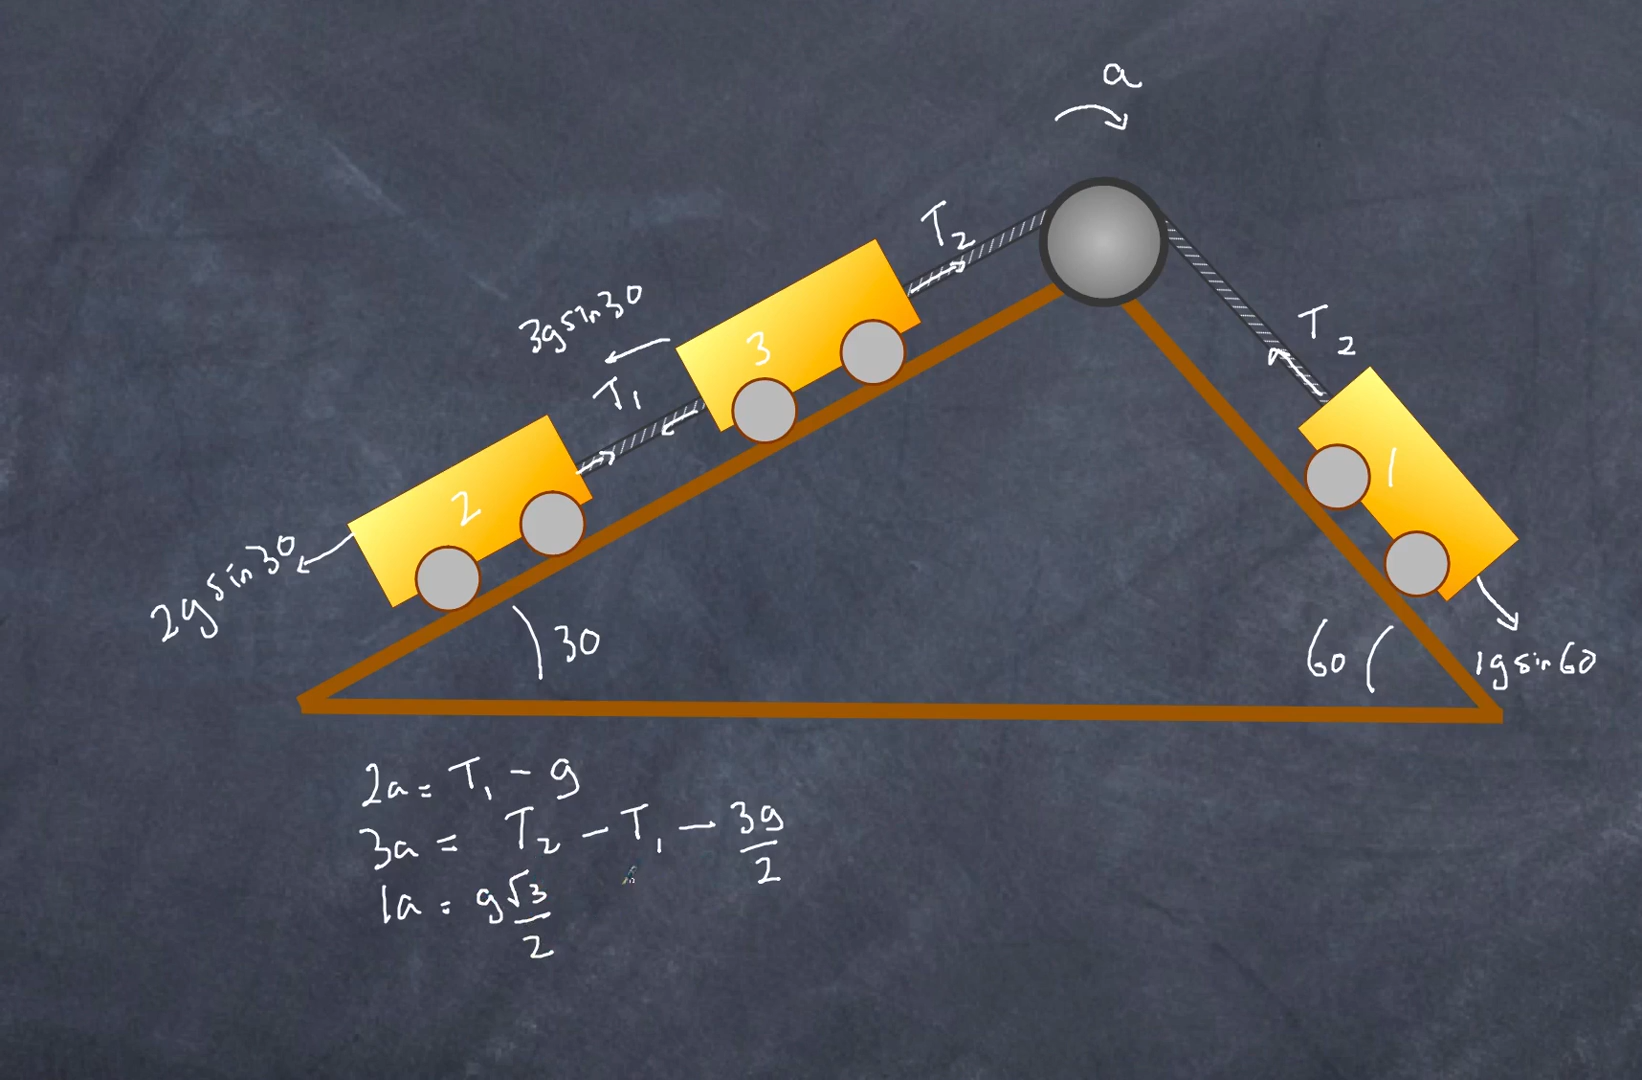 a
T₂
3g sin 30
T₂
3
T₁
1
2
2g sin 30
30
60
1g sin 60
2a = T₁ - g
3a = T₂ - T₁ - 3g/2
1a = g√3/2